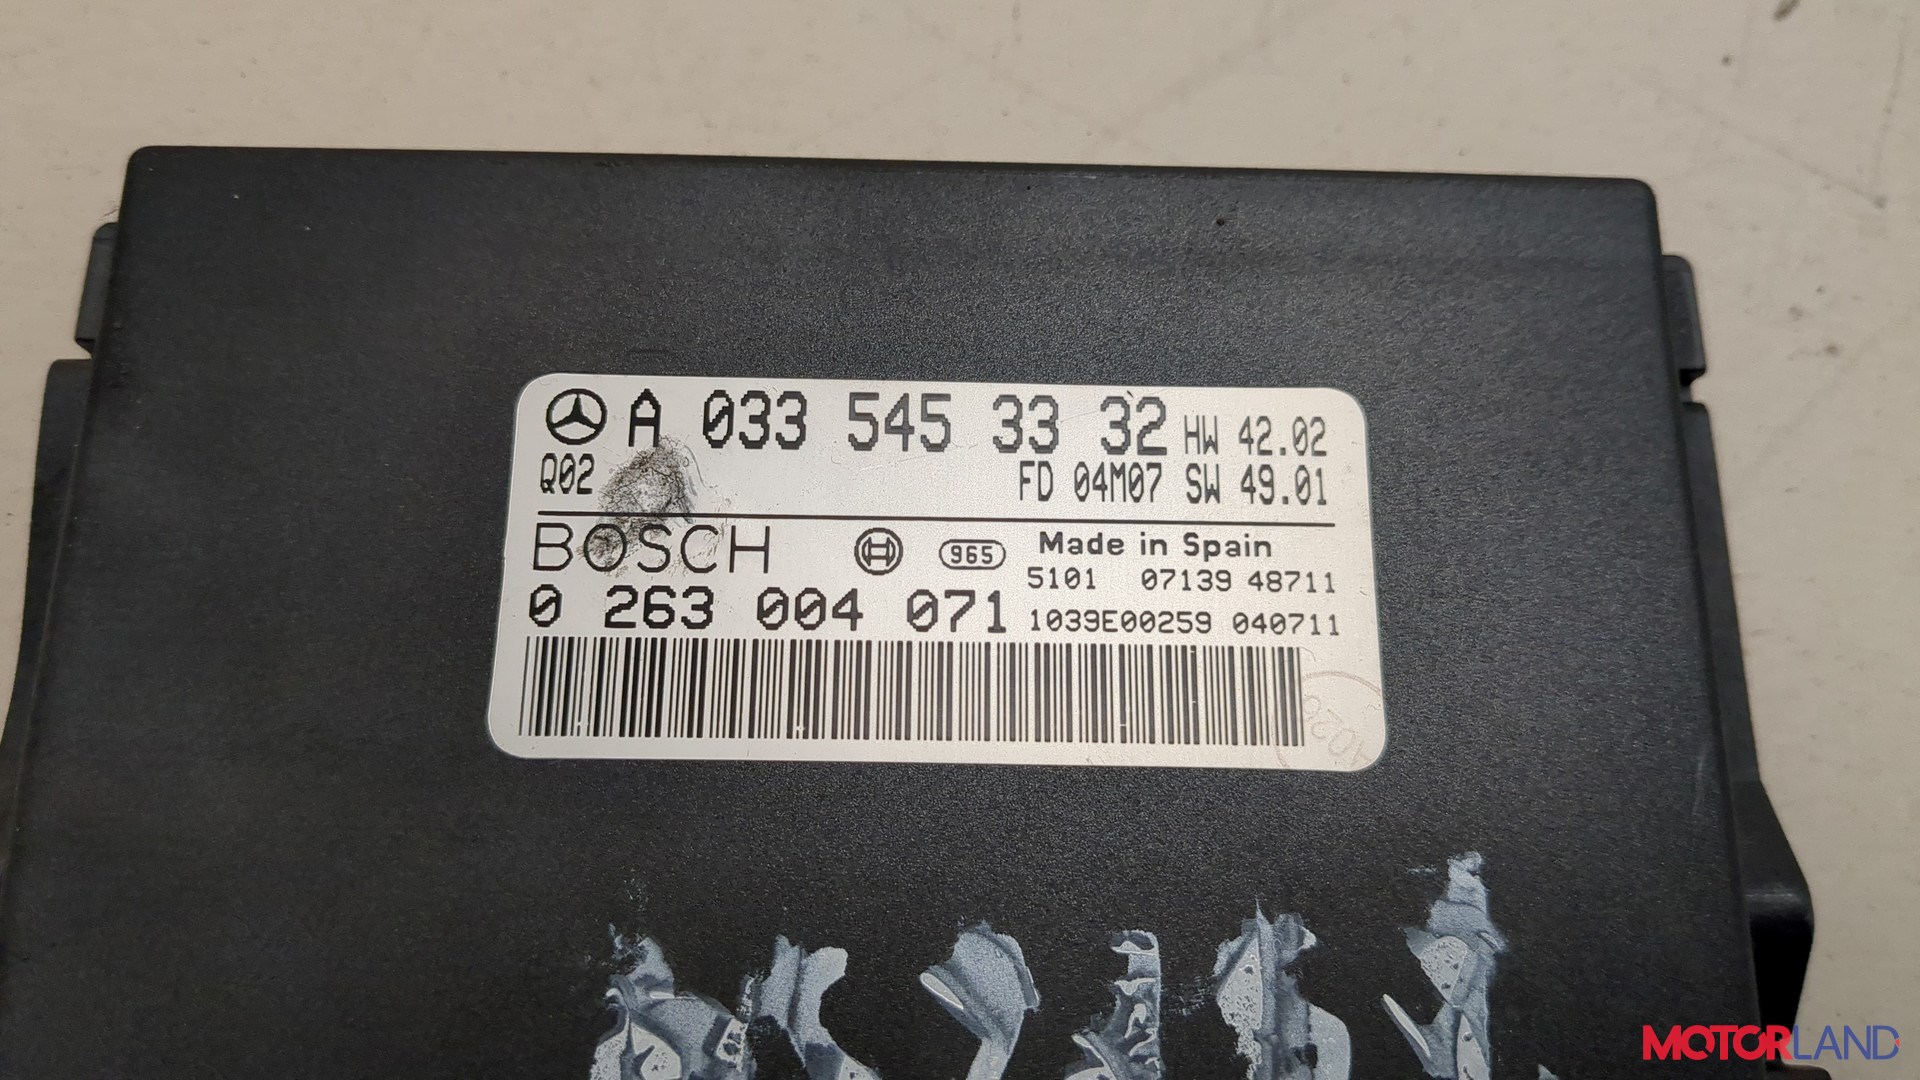 A 033 545 33 32 HW 42.02
Q02 FD 04M07 SW 49.01
BOSCH 965 Made in Spain
5101 07139 48711
0 263 004 071 1039E00259 040711
MOTORLAND